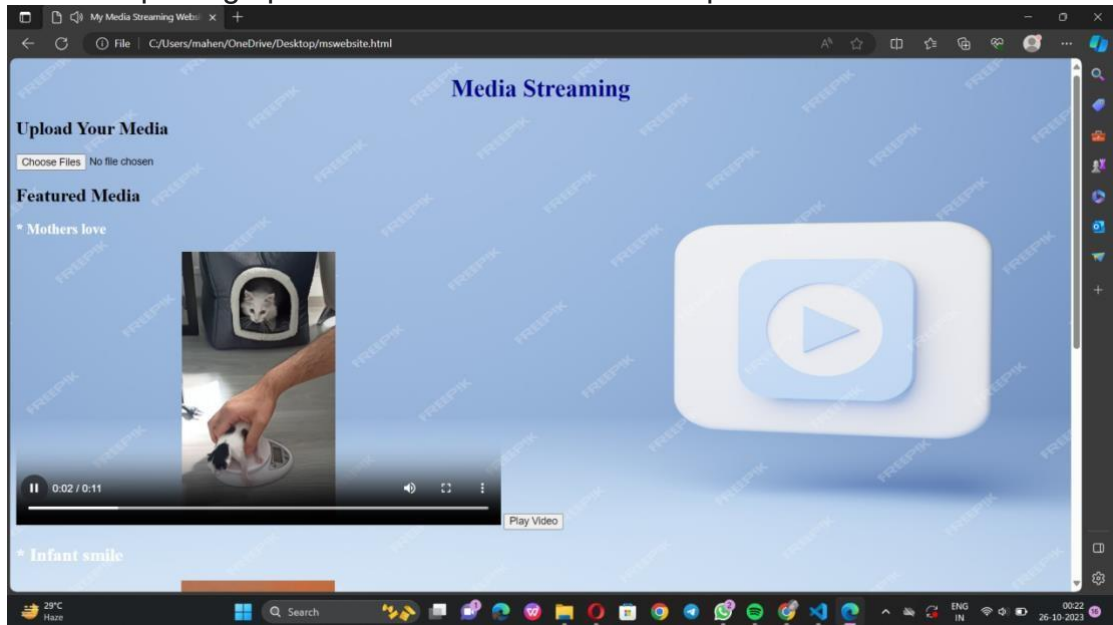 My Media Streaming Websi
File
C:/Users/mahen/OneDrive/Desktop/mswebsite.html
Media Streaming
Upload Your Media
Choose Files No file chosen
Featured Media
* Mothers love
0:02 / 0:11
Play Video
* Infant smile
29°C
Haze
Search
ENG
IN
00:22
26-10-2023
16
FREEPIK